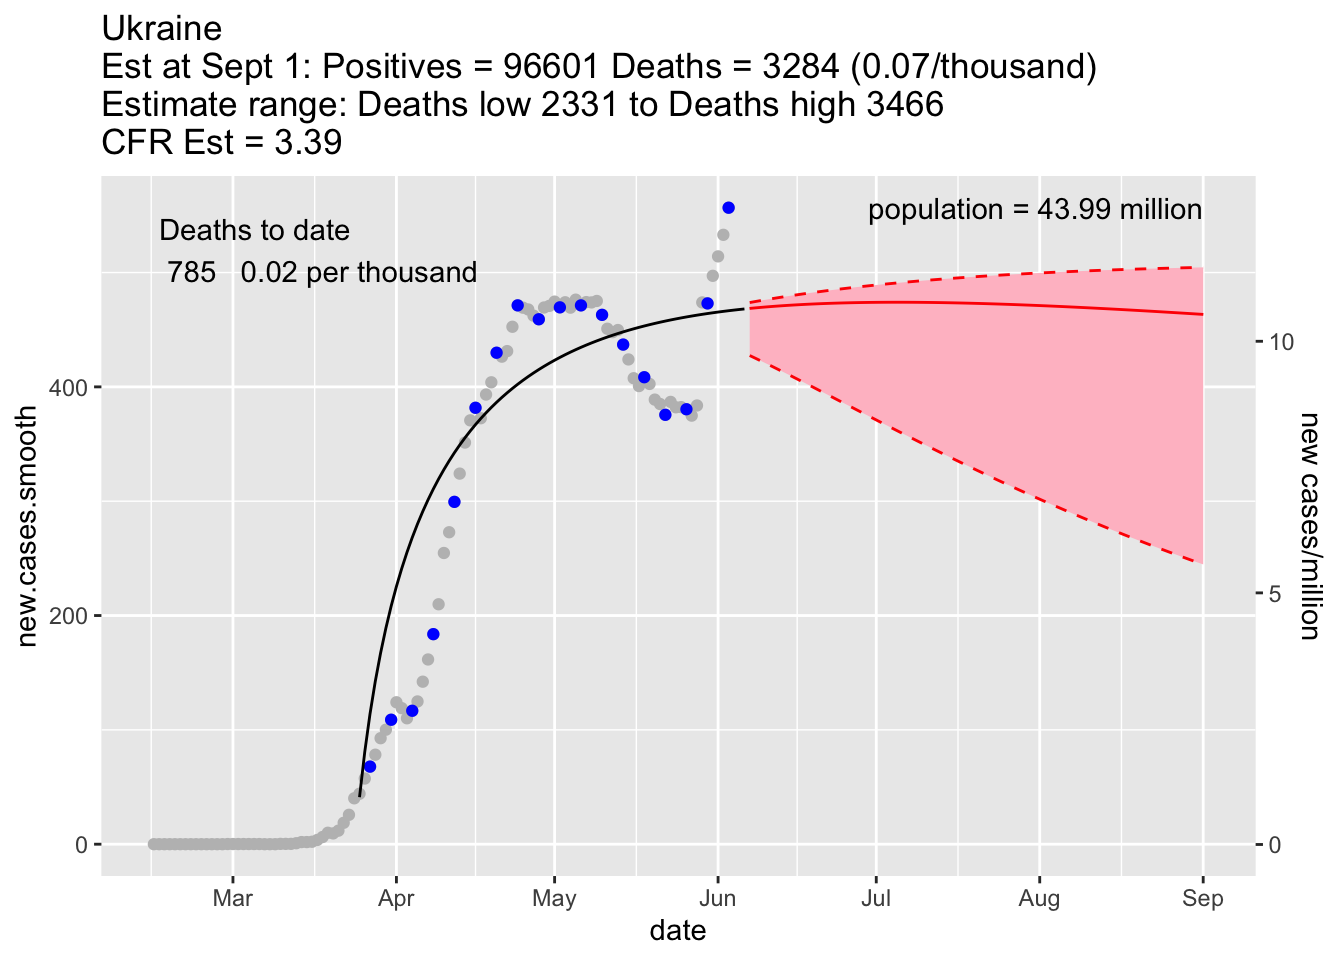 Ukraine
Est at Sept 1: Positives = 96601 Deaths = 3284 (0.07/thousand)
Estimate range: Deaths low 2331 to Deaths high 3466
CFR Est = 3.39
population = 43.99 million
Deaths to date
785 0.02 per thousand
new.cases.smooth
400
200
0
10
5
0
new cases/million
Mar Apr May Jun Jul Aug Sep
date